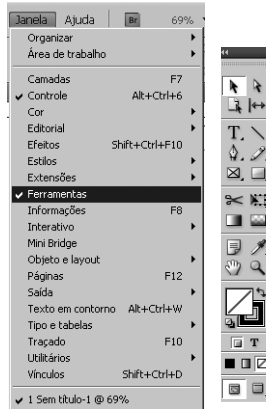 Janela Ajuda Br 69%
Organizar
Área de trabalho
Camadas F7
Controle Alt+Ctrl+6
Cor
Editorial
Efeitos Shift+Ctrl+F10
Estilos
Extensões
Ferramentas
Informações F8
Interativo
Mini Bridge
Objeto e layout
Páginas F12
Saída
Texto em contorno Alt+Ctrl+W
Tipo e tabelas
Traçado F10
Utilitários
Vínculos Shift+Ctrl+D
1 Sem título-1 @ 69%
T
T